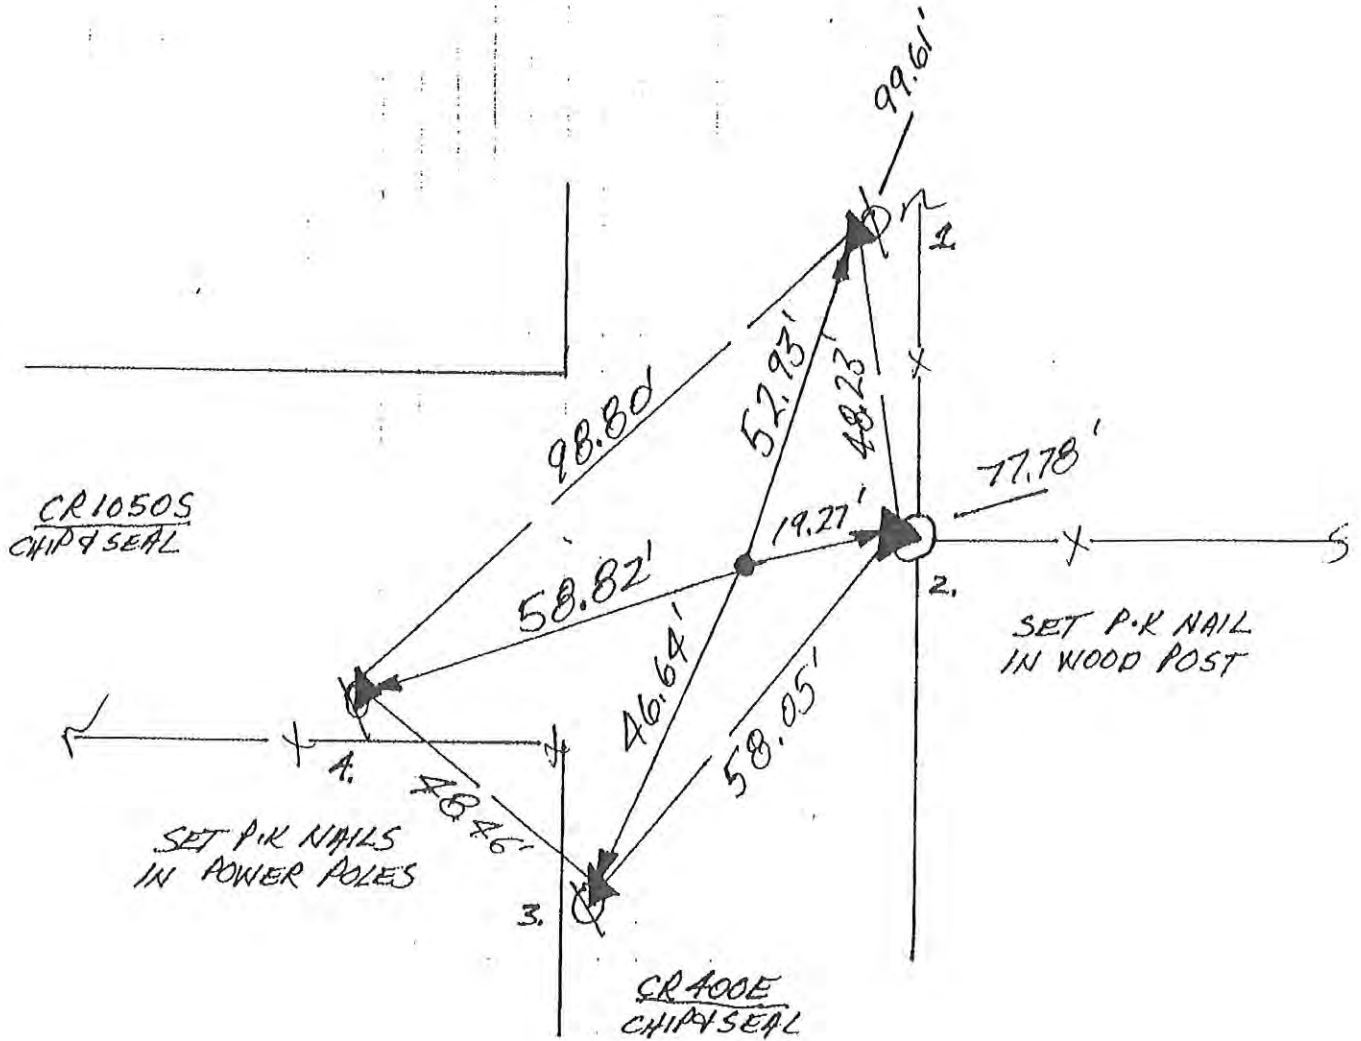 99.61'
1.
52.93'
48.23'
98.80'
77.78'
CR1050S
CHIP & SEAL
19.27'
58.82'
2.
SET P.K NAIL
IN WOOD POST
46.64'
58.05'
4.
48.46'
SET P.K NAILS
IN POWER POLES
3.
CR400E
CHIP & SEAL